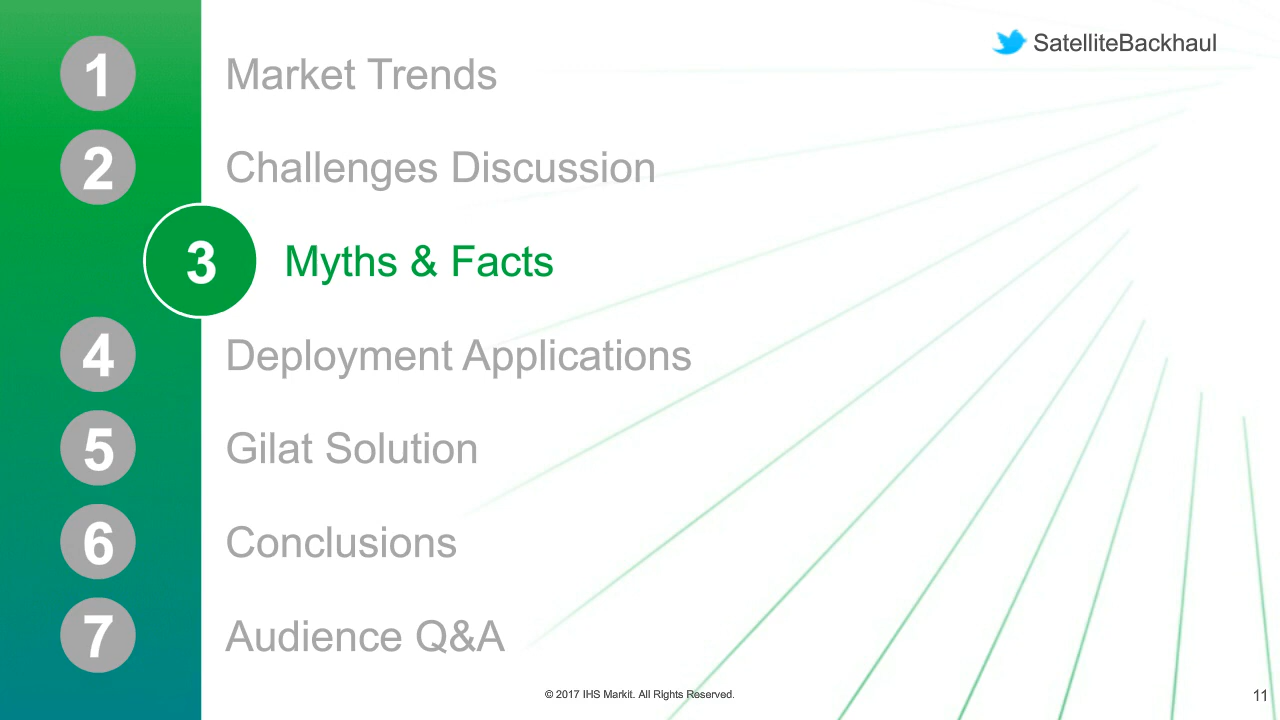 SatelliteBackhaul
1 Market Trends
2 Challenges Discussion
3 Myths & Facts
4 Deployment Applications
5 Gilat Solution
6 Conclusions
7 Audience Q&A
© 2017 IHS Markit. All Rights Reserved.
11